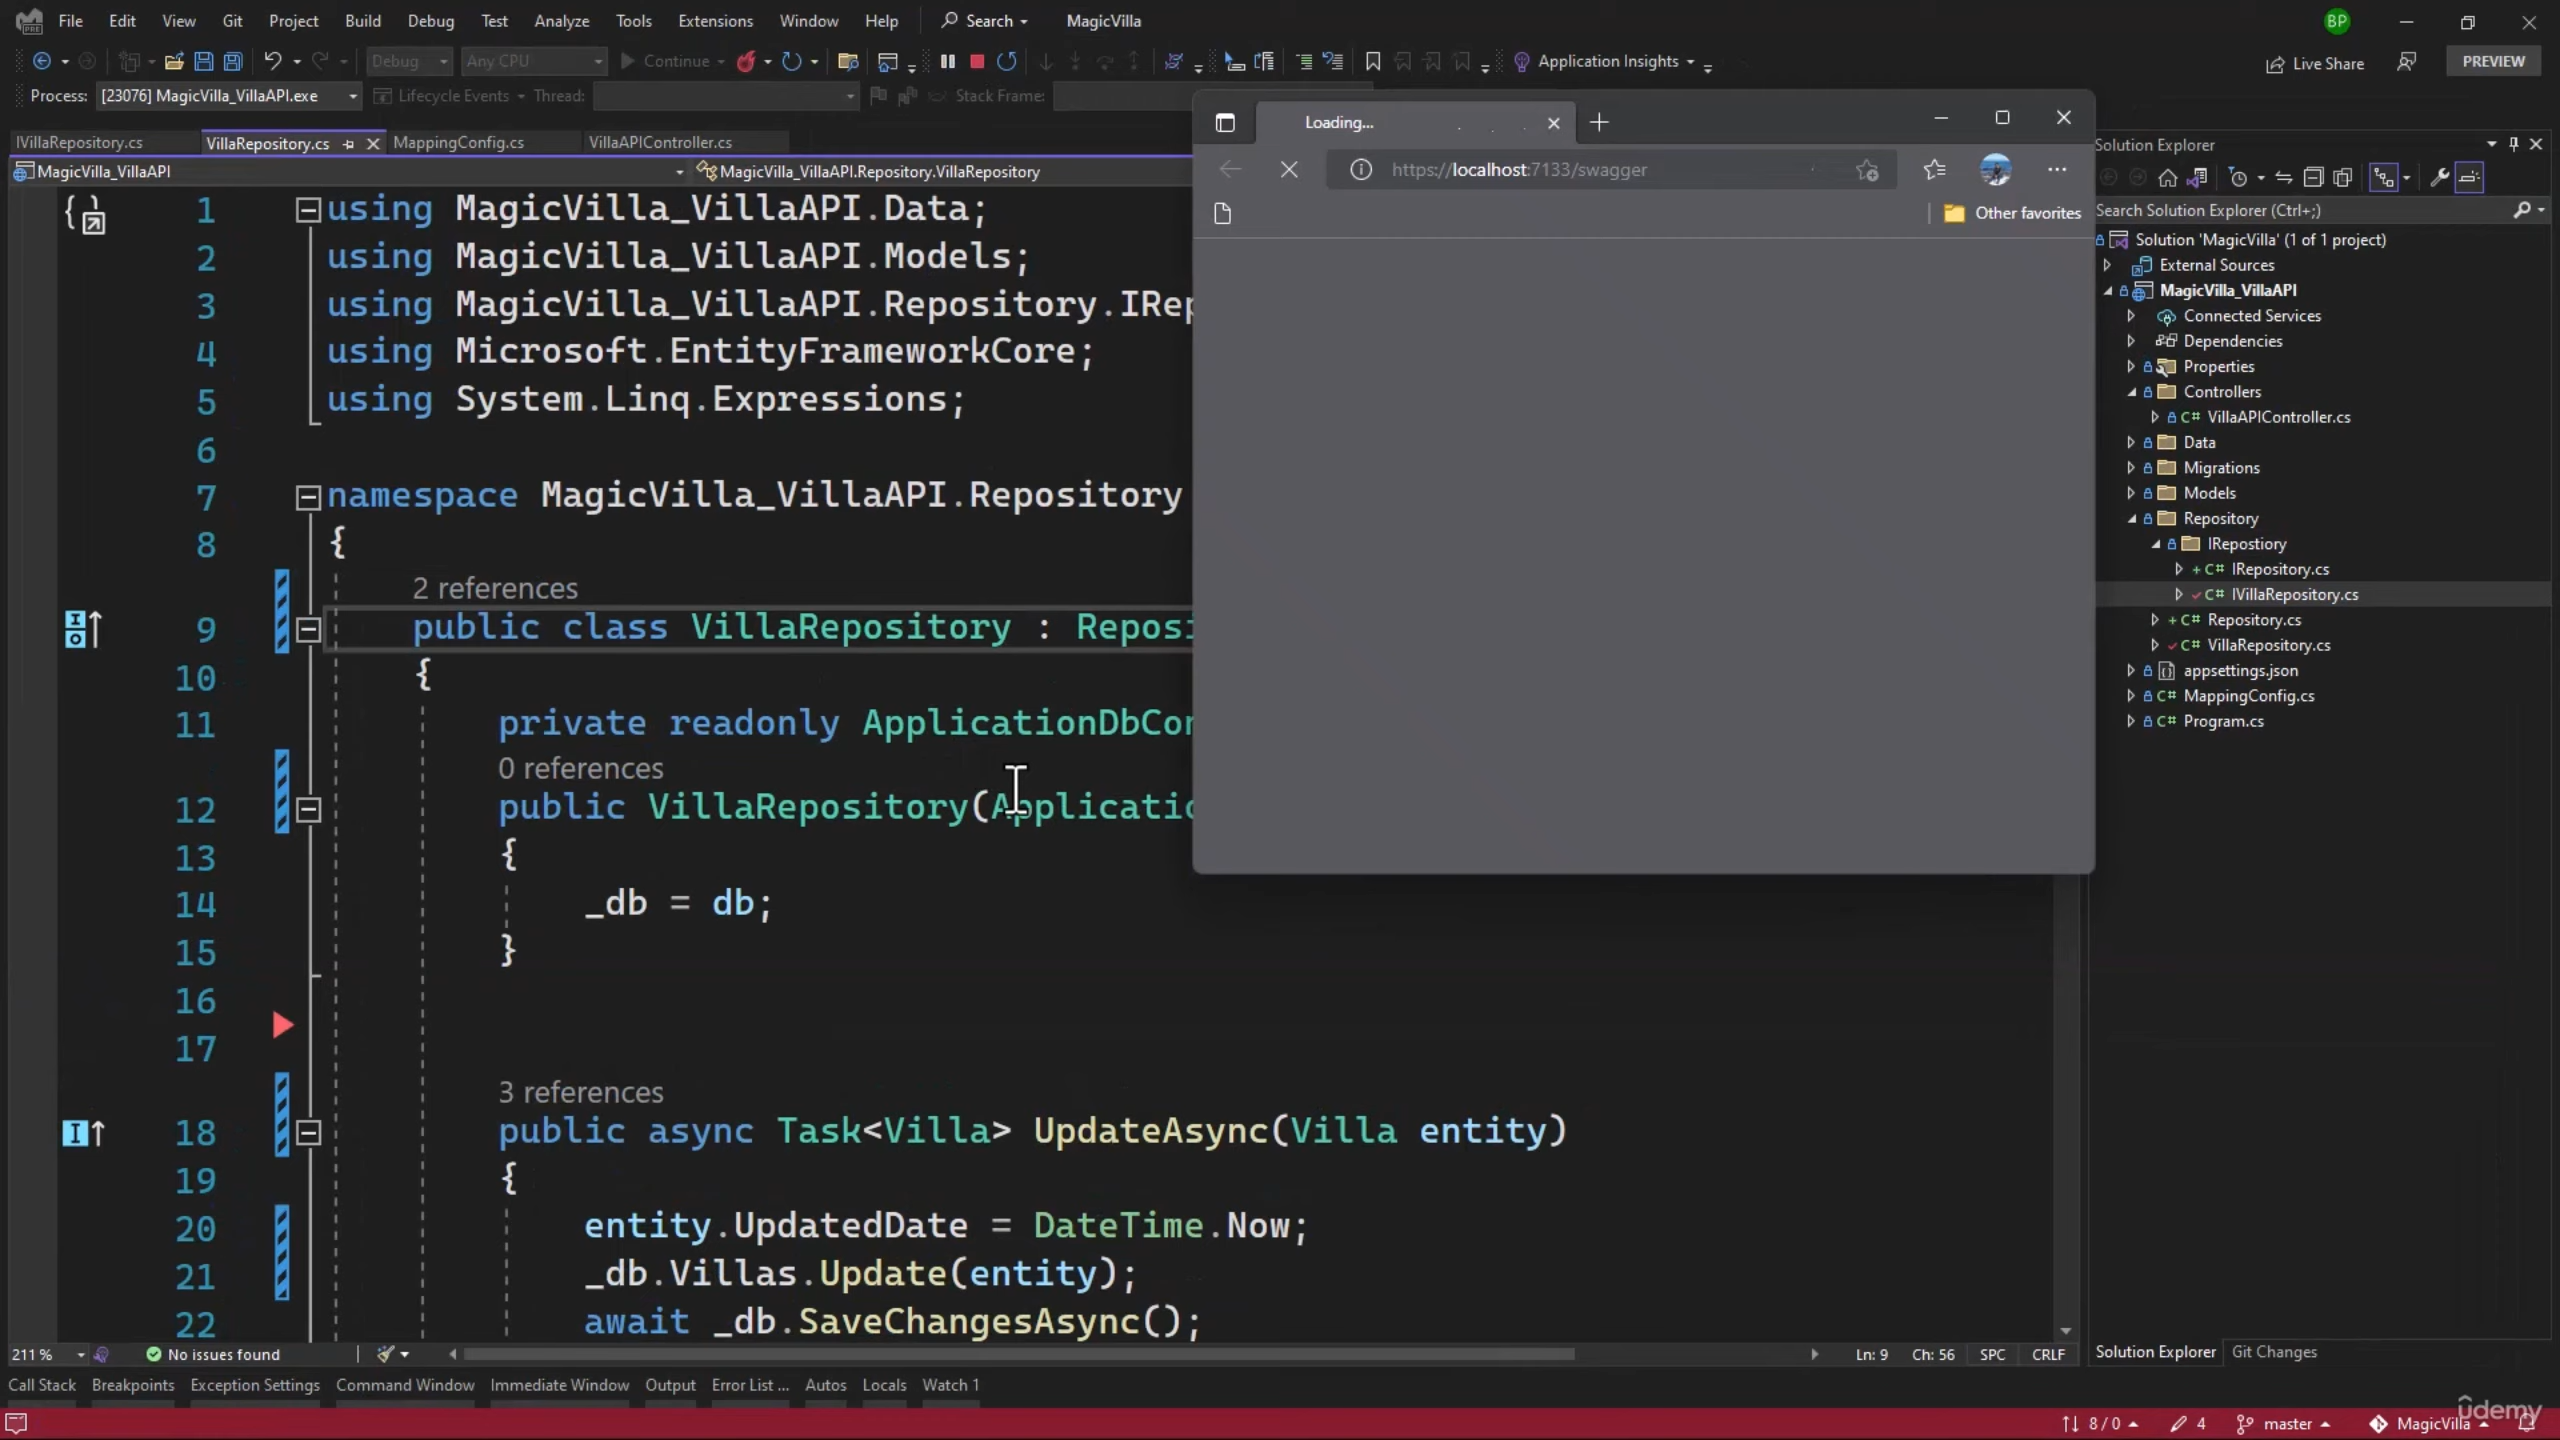 File Edit View Git Project Build Debug Test Analyze Tools Extensions Window Help Search MagicVilla BP
Debug Any CPU Continue Application Insights Live Share PREVIEW
Process: [23076] MagicVilla_VillaAPI.exe Lifecycle Events Thread: Stack Frame:
IVillaRepository.cs VillaRepository.cs MappingConfig.cs VillaAPIController.cs
MagicVilla_VillaAPI MagicVilla_VillaAPI.Repository.VillaRepository
1 using MagicVilla_VillaAPI.Data;
2 using MagicVilla_VillaAPI.Models;
3 using MagicVilla_VillaAPI.Repository.IRep
4 using Microsoft.EntityFrameworkCore;
5 using System.Linq.Expressions;
6
7 namespace MagicVilla_VillaAPI.Repository
8 {
2 references
9 public class VillaRepository : Reposi
10 {
11 private readonly ApplicationDbCon
0 references
12 public VillaRepository(Applicatio
13 {
14 _db = db;
15 }
16
17
3 references
18 public async Task<Villa> UpdateAsync(Villa entity)
19 {
20 entity.UpdatedDate = DateTime.Now;
21 _db.Villas.Update(entity);
22 await _db.SaveChangesAsync();
Loading...
https://localhost:7133/swagger
Other favorites
Solution Explorer
Search Solution Explorer (Ctrl+;)
Solution 'MagicVilla' (1 of 1 project)
External Sources
MagicVilla_VillaAPI
Connected Services
Dependencies
Properties
Controllers
C# VillaAPIController.cs
Data
Migrations
Models
Repository
IRepostiory
C# IRepository.cs
C# IVillaRepository.cs
C# Repository.cs
C# VillaRepository.cs
appsettings.json
C# MappingConfig.cs
C# Program.cs
211 % No issues found Ln: 9 Ch: 56 SPC CRLF
Solution Explorer Git Changes
Call Stack Breakpoints Exception Settings Command Window Immediate Window Output Error List ... Autos Locals Watch 1
8 / 0 4 master MagicVilla
udemy